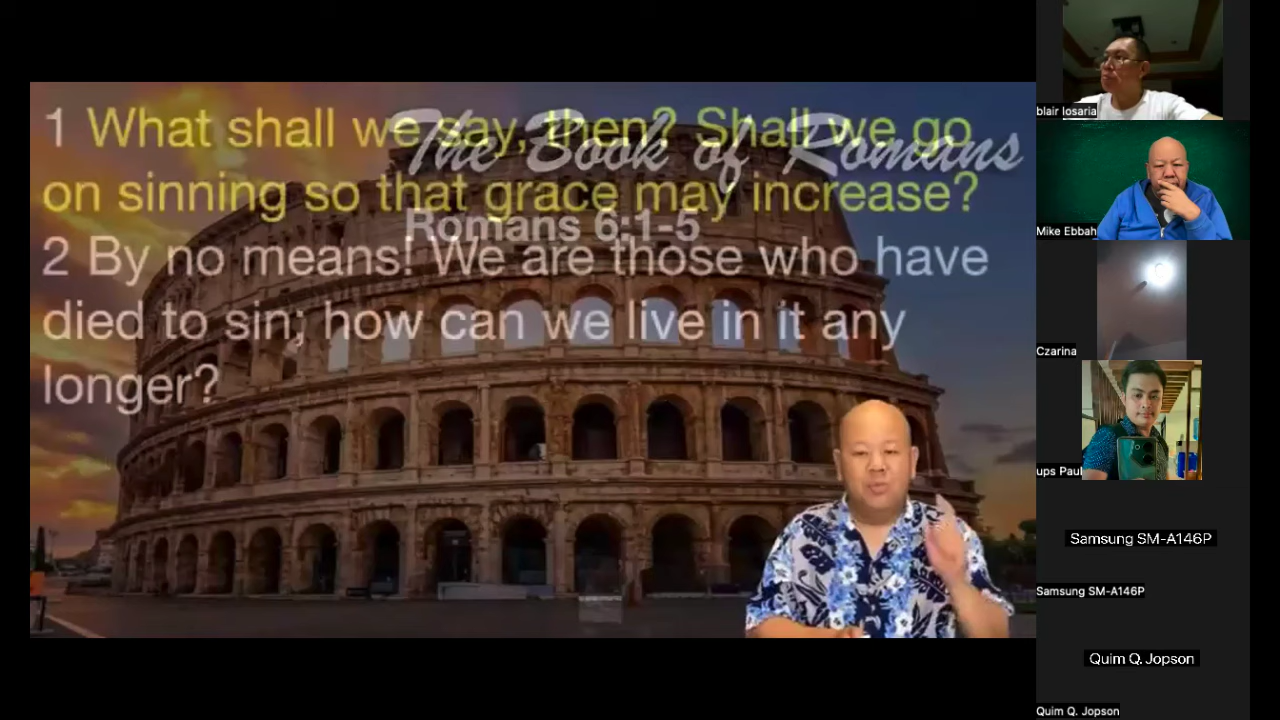 The Book of Romans
Romans 6:1-5
1 What shall we say, then? Shall we go
on sinning so that grace may increase?
2 By no means! We are those who have
died to sin; how can we live in it any
longer?
blair losaria
Mike Ebbah
Czarina
ups Paul
Samsung SM-A146P
Samsung SM-A146P
Quim Q. Jopson
Quim Q. Jopson